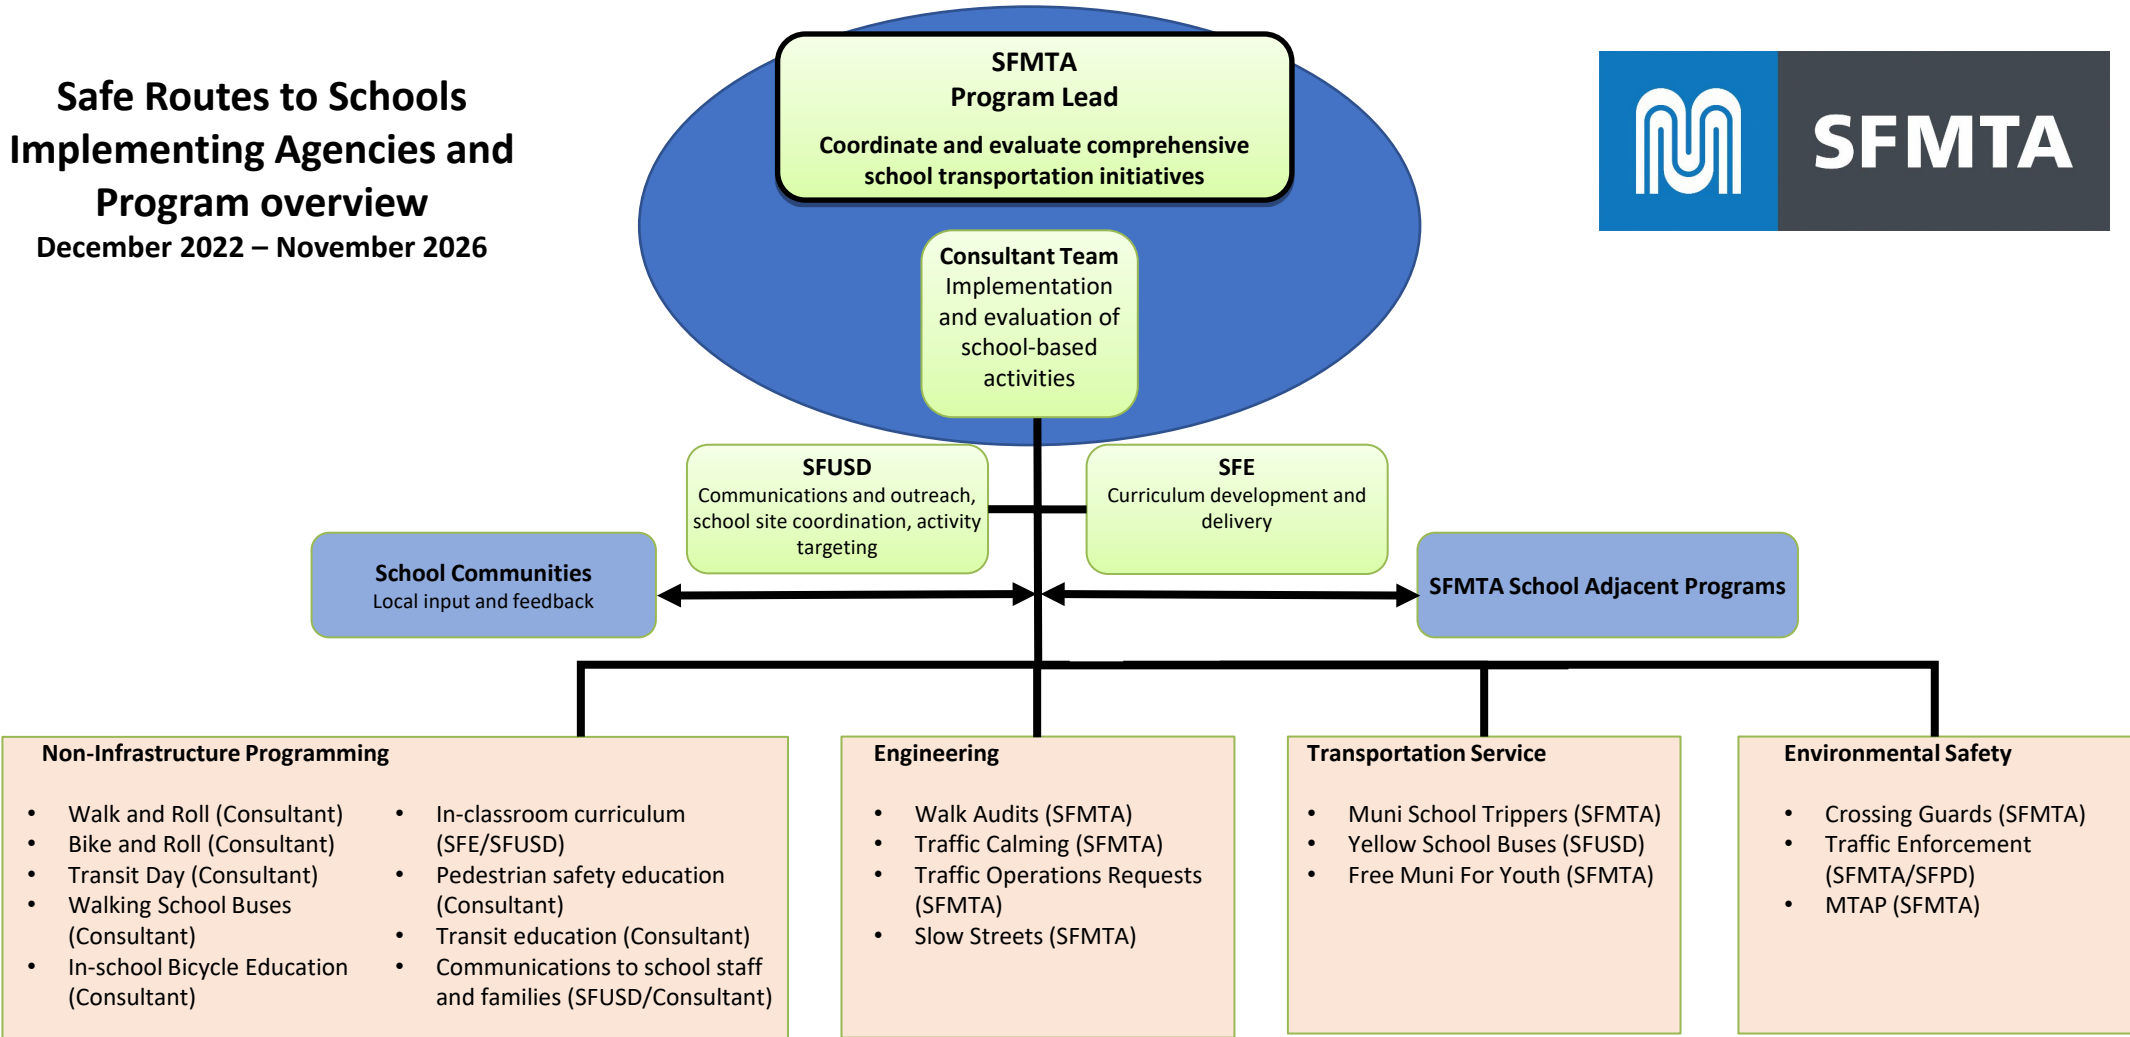 Safe Routes to Schools
Implementing Agencies and
Program overview
December 2022 – November 2026
SFMTA
Program Lead
Coordinate and evaluate comprehensive
school transportation initiatives
SFMTA
Consultant Team
Implementation
and evaluation of
school-based
activities
SFUSD
Communications and outreach,
school site coordination, activity
targeting
SFE
Curriculum development and
delivery
School Communities
Local input and feedback
SFMTA School Adjacent Programs
Non-Infrastructure Programming
• Walk and Roll (Consultant)
• Bike and Roll (Consultant)
• Transit Day (Consultant)
• Walking School Buses
(Consultant)
• In-school Bicycle Education
(Consultant)
• In-classroom curriculum
(SFE/SFUSD)
• Pedestrian safety education
(Consultant)
• Transit education (Consultant)
• Communications to school staff
and families (SFUSD/Consultant)
Engineering
• Walk Audits (SFMTA)
• Traffic Calming (SFMTA)
• Traffic Operations Requests
(SFMTA)
• Slow Streets (SFMTA)
Transportation Service
• Muni School Trippers (SFMTA)
• Yellow School Buses (SFUSD)
• Free Muni For Youth (SFMTA)
Environmental Safety
• Crossing Guards (SFMTA)
• Traffic Enforcement
(SFMTA/SFPD)
• MTAP (SFMTA)